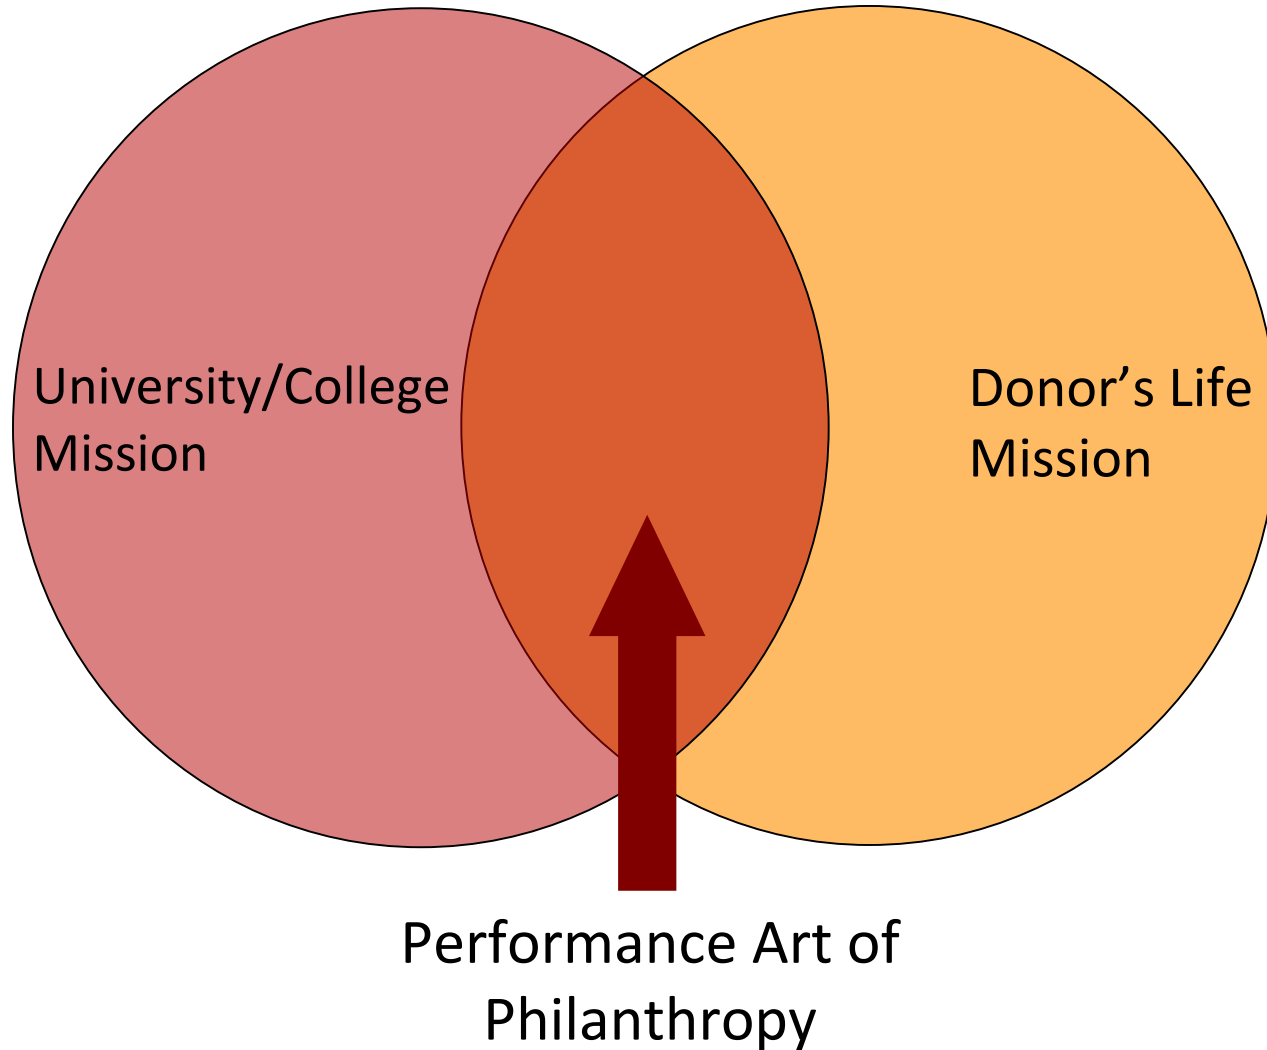 University/College
Mission
Donor’s Life
Mission
Performance Art of
Philanthropy